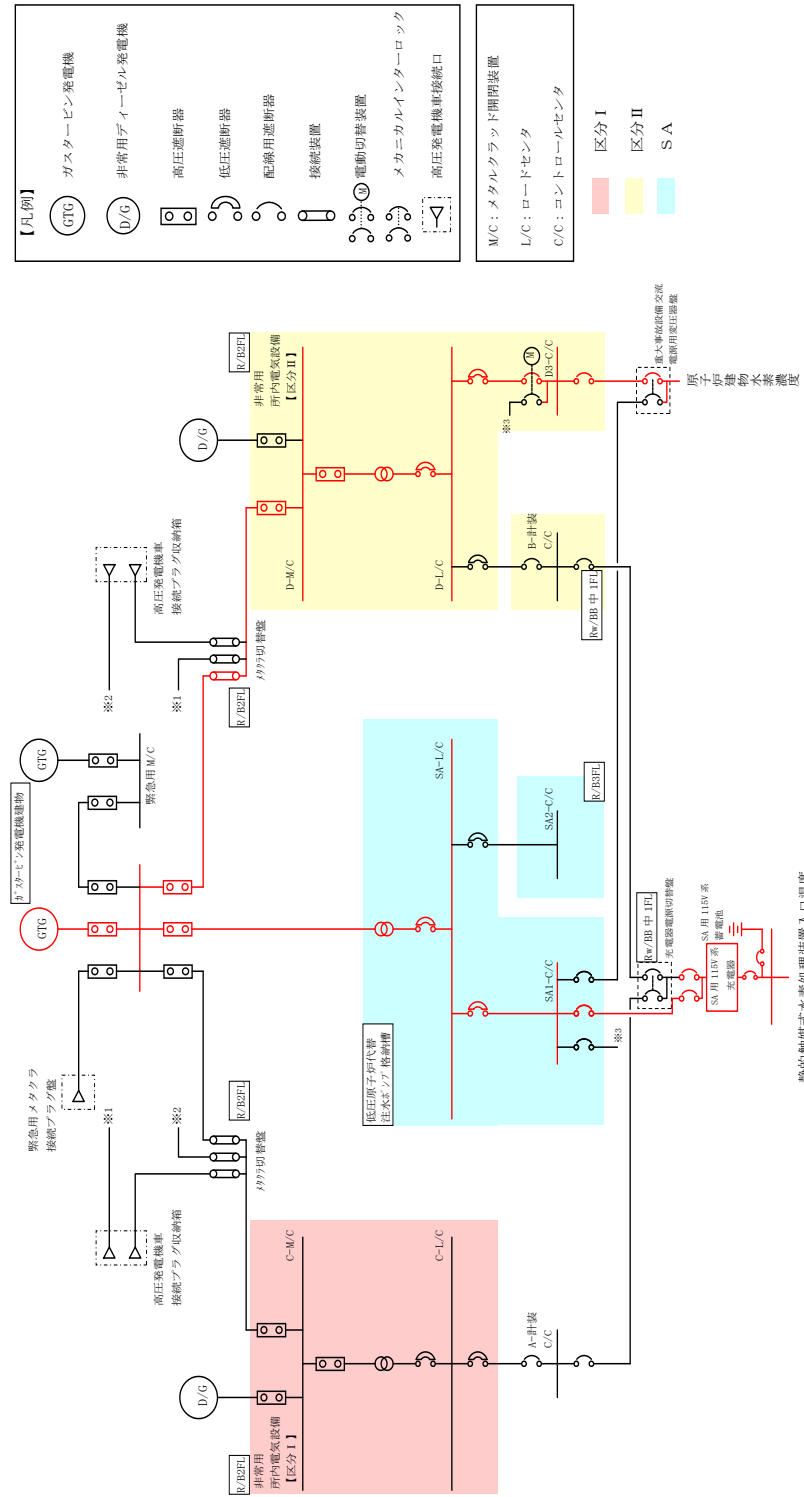 【凡例】
GTG
ガスタービン発電機
D/G
非常用ディーゼル発電機
高圧遮断器
低圧遮断器
配線用遮断器
接続装置
M
電動切替装置
メカニカルインターロック
高圧発電機車接続口
M/C：メタルクラッド開閉装置
L/C：ロードセンタ
C/C：コントロールセンタ
区分Ⅰ
区分Ⅱ
ＳＡ
ｶﾞｽﾀｰﾋﾞﾝ発電機建物
GTG
GTG
緊急用 M/C
緊急用メタクラ
接続プラグ盤
※1
※2
高圧発電機車
接続プラグ収納箱
ﾒﾀｸﾗ切替盤
R/B2FL
D/G
R/B2FL
非常用
所内電気設備
【区分Ⅰ】
C-M/C
C-L/C
A-計装
C/C
低圧原子炉代替
注水ﾎﾟﾝﾌﾟ格納槽
SA-L/C
SA1-C/C
※3
SA2-C/C
R/B3FL
高圧発電機車
接続プラグ収納箱
※2
※1
ﾒﾀｸﾗ切替盤
R/B2FL
D/G
R/B2FL
非常用
所内電気設備
【区分Ⅱ】
D-M/C
D-L/C
B-計装
C/C
Rw/BB 中 1FL
※3
M
D3-C/C
重大事故設備交流
電源用変圧器盤
原子炉建物水素濃度
Rw/BB 中 1FL
充電器電源切替盤
SA 用 115V 系
充電器
SA 用 115V 系
蓄電池
静的触媒式水素処理装置入口温度